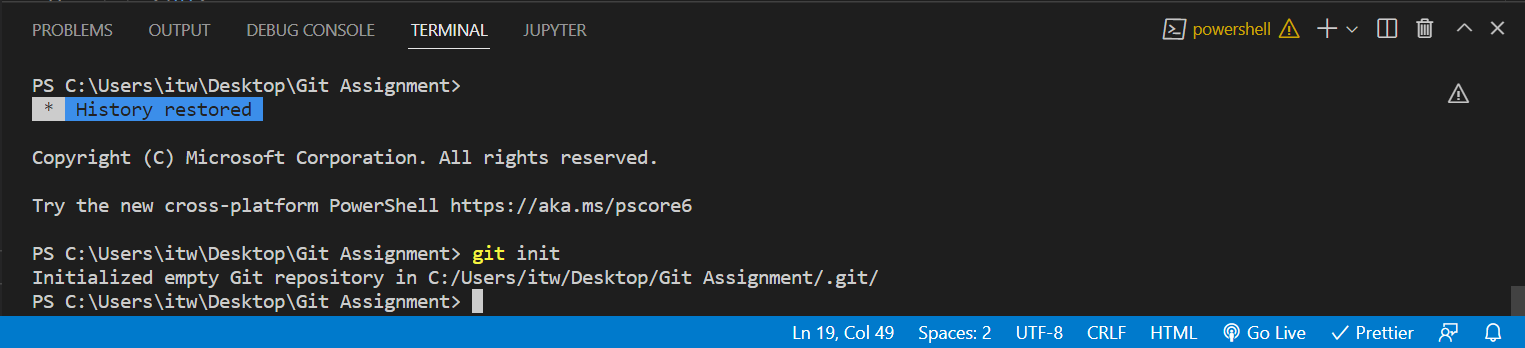 PROBLEMS OUTPUT DEBUG CONSOLE TERMINAL JUPYTER powershell
PS C:\Users\itw\Desktop\Git Assignment>
* History restored
Copyright (C) Microsoft Corporation. All rights reserved.
Try the new cross-platform PowerShell https://aka.ms/pscore6
PS C:\Users\itw\Desktop\Git Assignment> git init
Initialized empty Git repository in C:/Users/itw/Desktop/Git Assignment/.git/
PS C:\Users\itw\Desktop\Git Assignment>
Ln 19, Col 49 Spaces: 2 UTF-8 CRLF HTML Go Live Prettier